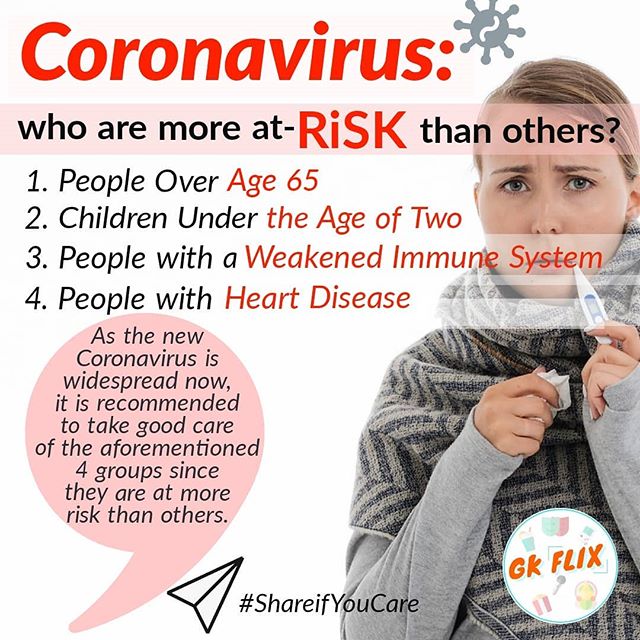 Coronavirus:
who are more at-RiSK than others?
1. People Over Age 65
2. Children Under the Age of Two
3. People with a Weakened Immune System
4. People with Heart Disease
As the new
Coronavirus is
widespread now,
it is recommended
to take good care
of the aforementioned
4 groups since
they are at more
risk than others.
#ShareifYouCare
GK FLIX